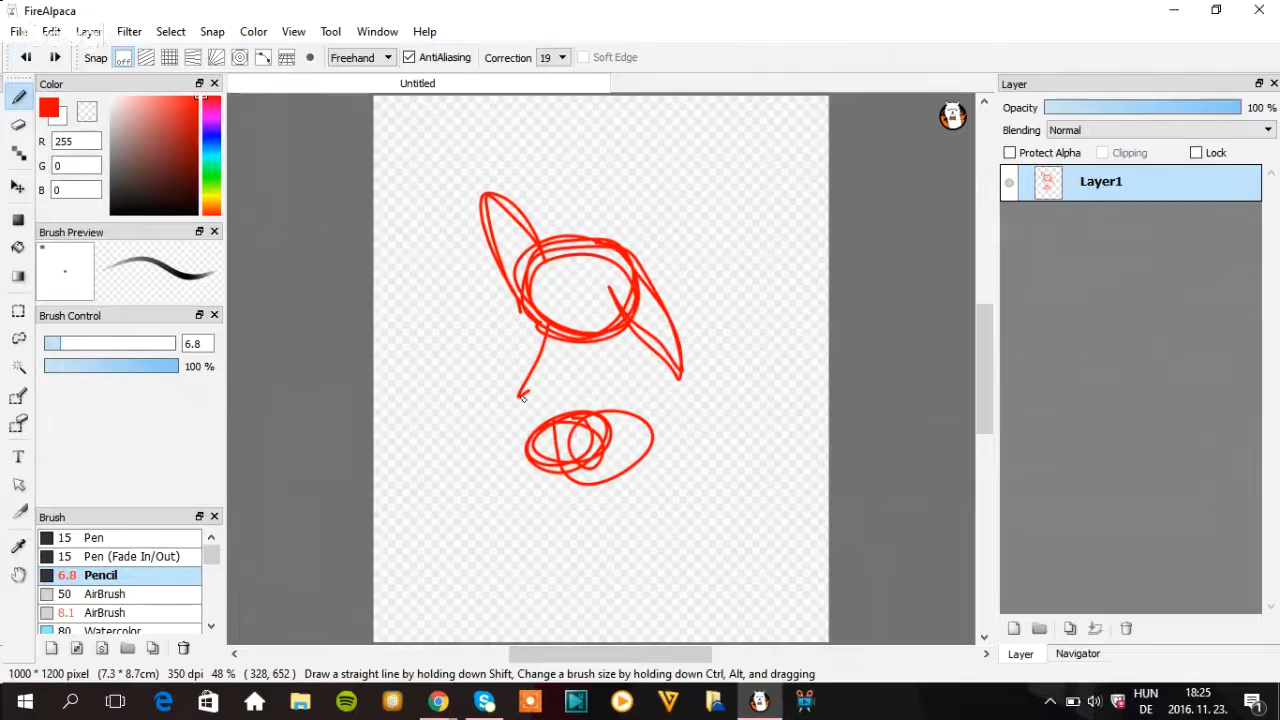 FireAlpaca
File Edit Layer Filter Select Snap Color View Tool Window Help
Snap off Freehand AntiAliasing Correction 19 Soft Edge
Color
Untitled
Layer
R 255
G 0
B 0
Opacity 100 %
Blending Normal
Protect Alpha Clipping Lock
Layer1
Brush Preview
Brush Control
6.8
100 %
Brush
15 Pen
15 Pen (Fade In/Out)
6.8 Pencil
50 AirBrush
8.1 AirBrush
80 Watercolor
Layer Navigator
1000 * 1200 pixel (7.3 * 8.7cm) 350 dpi 48 % ( 328, 652 ) Draw a straight line by holding down Shift, Change a brush size by holding down Ctrl, Alt, and dragging
HUN 18:25
DE 2016. 11. 23.
1